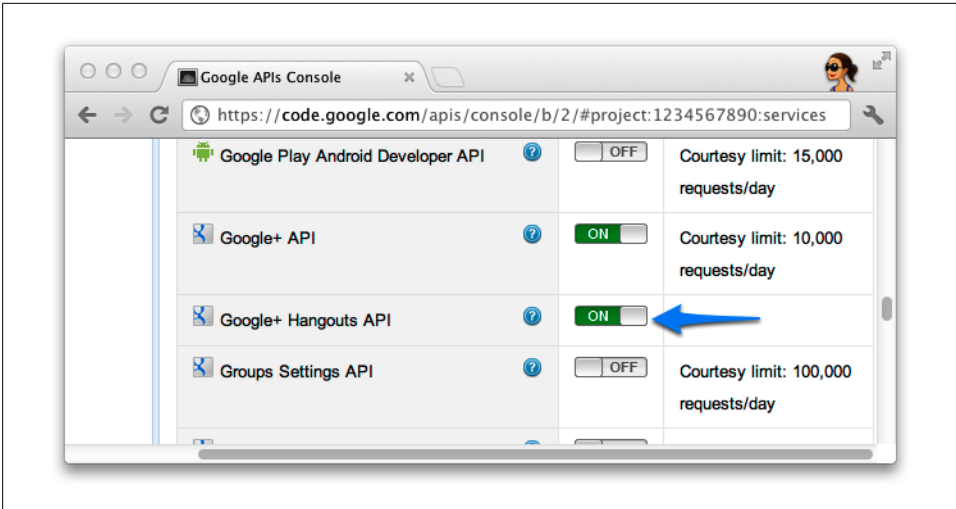 Google APIs Console
https://code.google.com/apis/console/b/2/#project:1234567890:services
Google Play Android Developer API
OFF
Courtesy limit: 15,000
requests/day
Google+ API
ON
Courtesy limit: 10,000
requests/day
Google+ Hangouts API
ON
Groups Settings API
OFF
Courtesy limit: 100,000
requests/day